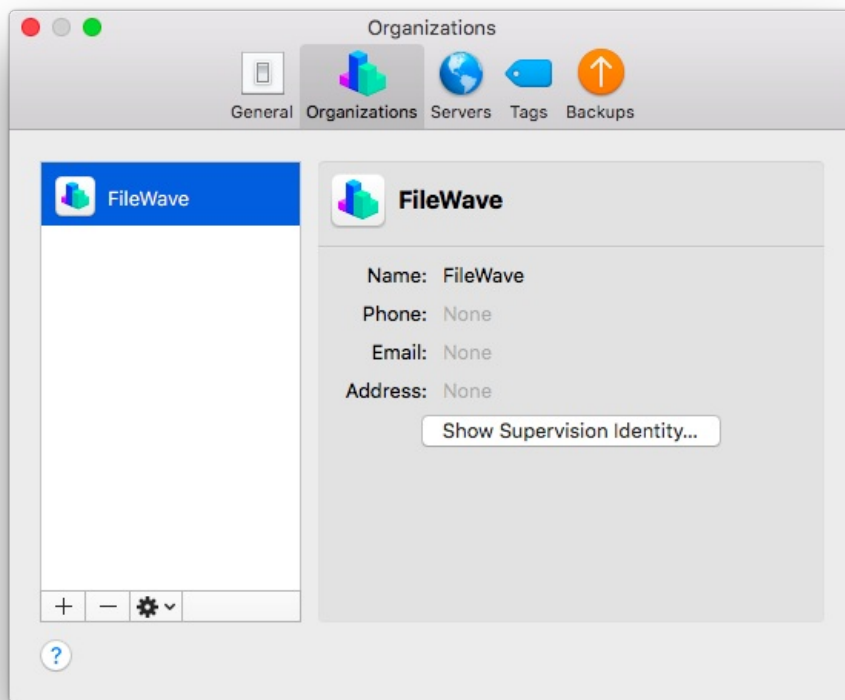 Organizations
General Organizations Servers Tags Backups
FileWave
FileWave
Name: FileWave
Phone: None
Email: None
Address: None
Show Supervision Identity...
?